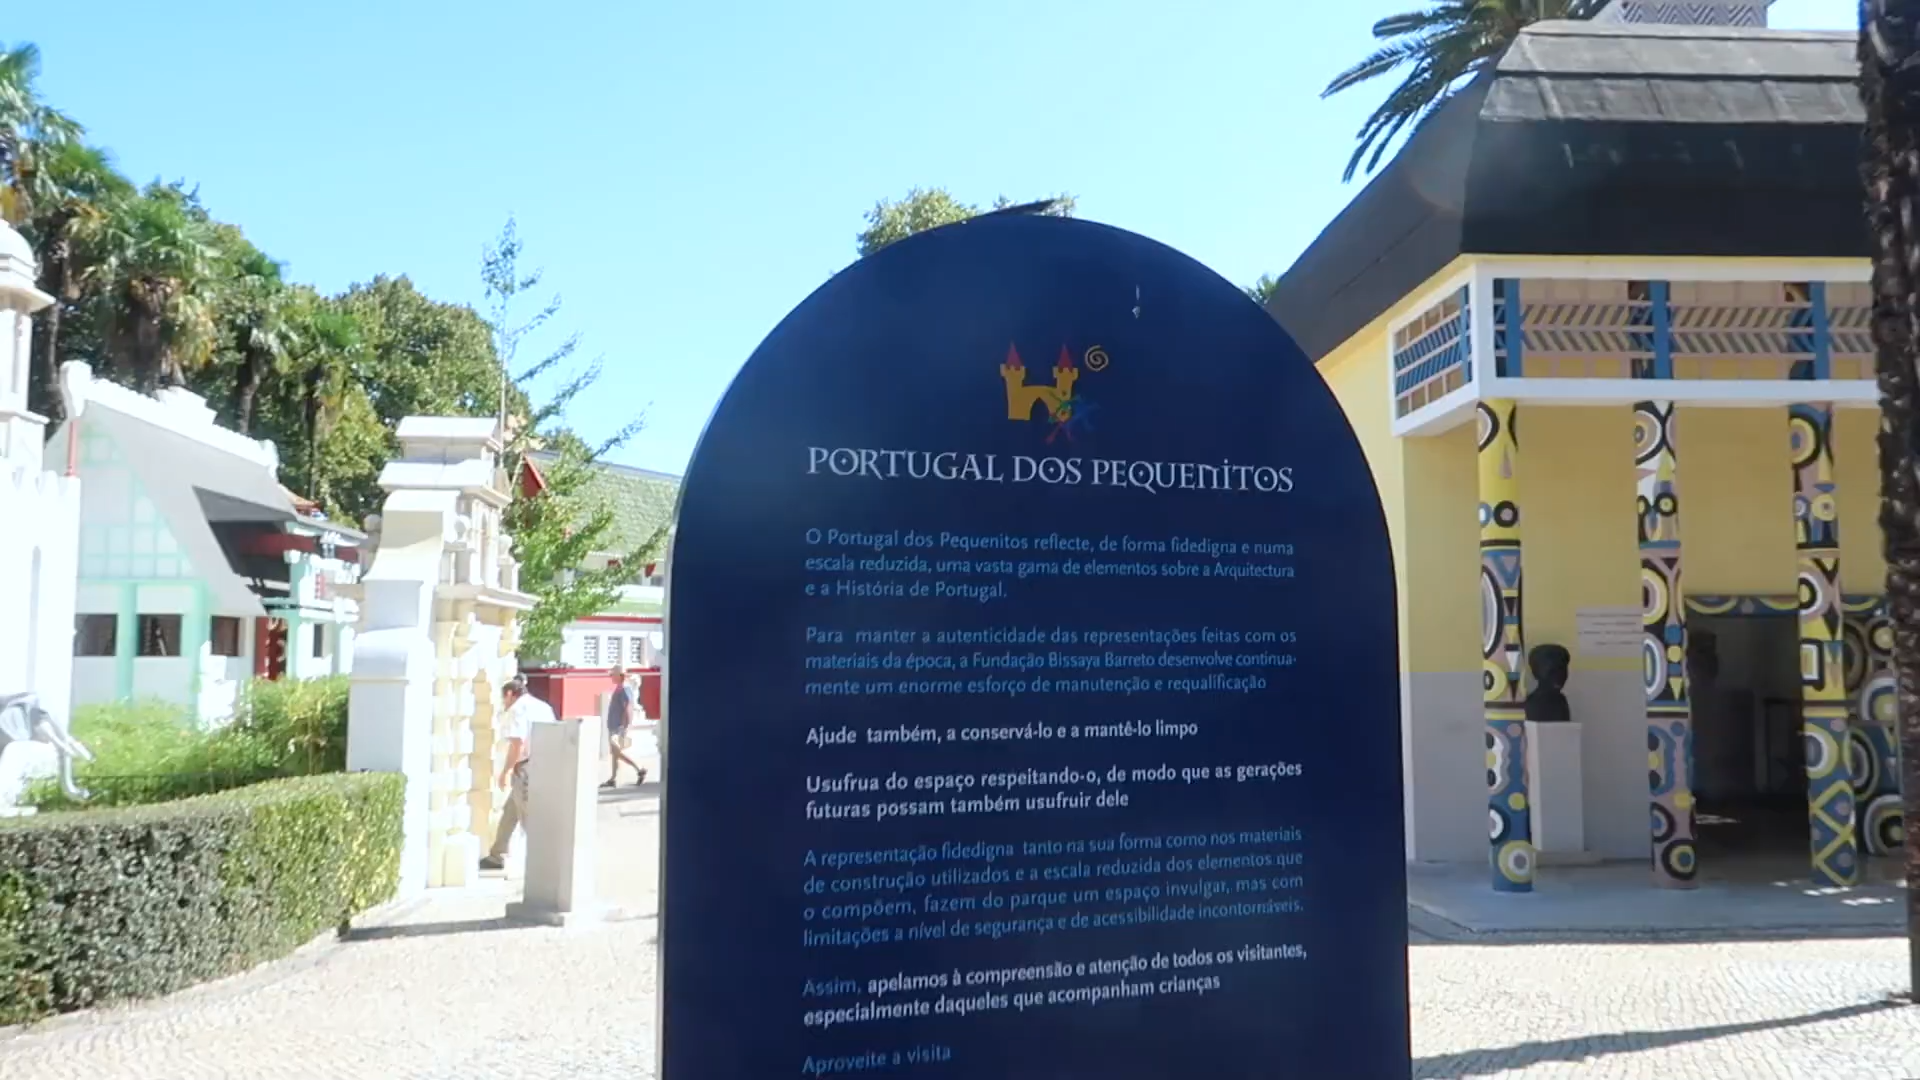 PORTUGAL DOS PEQUENITOS
O Portugal dos Pequenitos reflecte, de forma fidedigna e numa
escala reduzida, uma vasta gama de elementos sobre a Arquitectura
e a História de Portugal.
Para manter a autenticidade das representações feitas com os
materiais da época, a Fundação Bissaya Barreto desenvolve continua-
mente um enorme esforço de manutenção e requalificação
Ajude também, a conservá-lo e a mantê-lo limpo
Usufrua do espaço respeitando-o, de modo que as gerações
futuras possam também usufruir dele
A representação fidedigna tanto na sua forma como nos materiais
de construção utilizados e a escala reduzida dos elementos que
o compõem, fazem do parque um espaço invulgar, mas com
limitações a nível de segurança e de acessibilidade incontornáveis.
Assim, apelamos à compreensão e atenção de todos os visitantes,
especialmente daqueles que acompanham crianças
Aproveite a visita